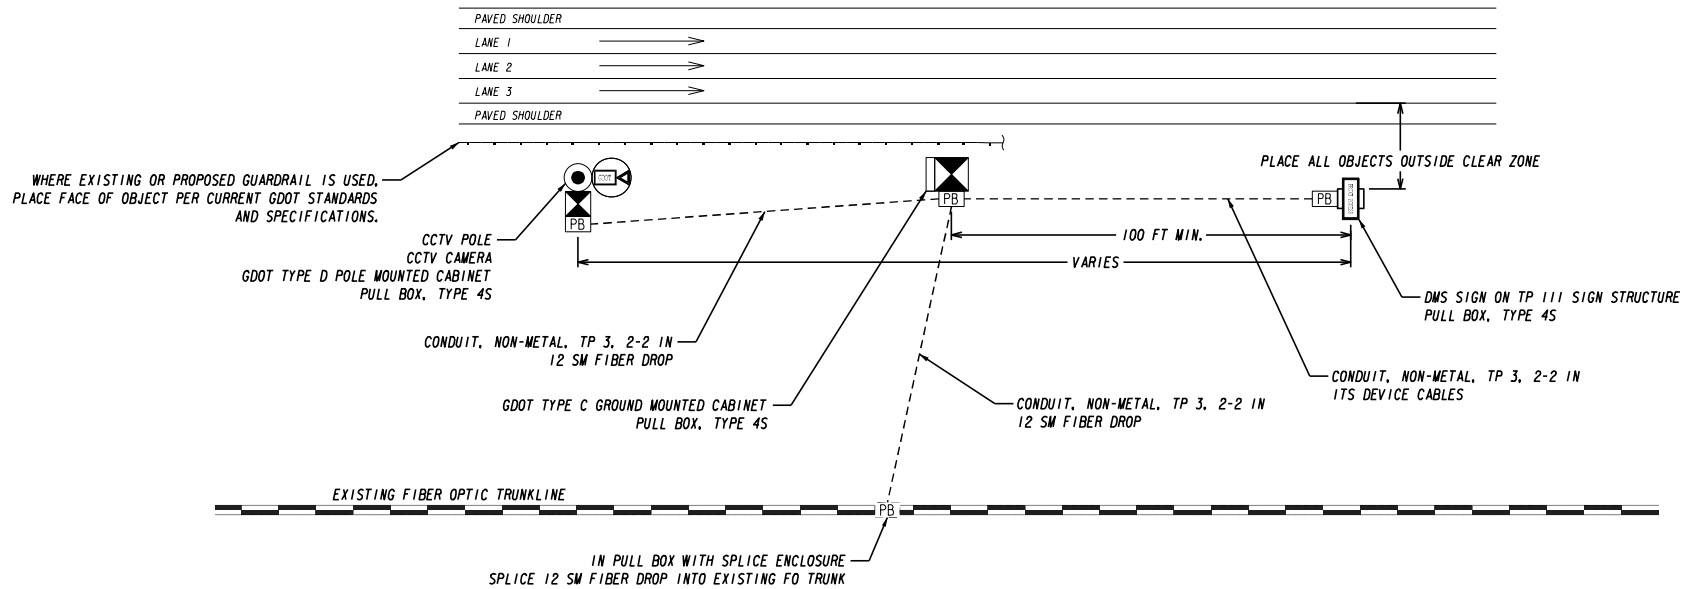 PAVED SHOULDER
LANE 1
LANE 2
LANE 3
PAVED SHOULDER
WHERE EXISTING OR PROPOSED GUARDRAIL IS USED,
PLACE FACE OF OBJECT PER CURRENT GDOT STANDARDS
AND SPECIFICATIONS.
PLACE ALL OBJECTS OUTSIDE CLEAR ZONE
GDOT
PB
PB
PB
CCTV POLE
CCTV CAMERA
GDOT TYPE D POLE MOUNTED CABINET
PULL BOX, TYPE 4S
100 FT MIN.
VARIES
DMS SIGN ON TP III SIGN STRUCTURE
PULL BOX, TYPE 4S
CONDUIT, NON-METAL, TP 3, 2-2 IN
12 SM FIBER DROP
CONDUIT, NON-METAL, TP 3, 2-2 IN
ITS DEVICE CABLES
GDOT TYPE C GROUND MOUNTED CABINET
PULL BOX, TYPE 4S
CONDUIT, NON-METAL, TP 3, 2-2 IN
12 SM FIBER DROP
EXISTING FIBER OPTIC TRUNKLINE
PB
IN PULL BOX WITH SPLICE ENCLOSURE
SPLICE 12 SM FIBER DROP INTO EXISTING FO TRUNK